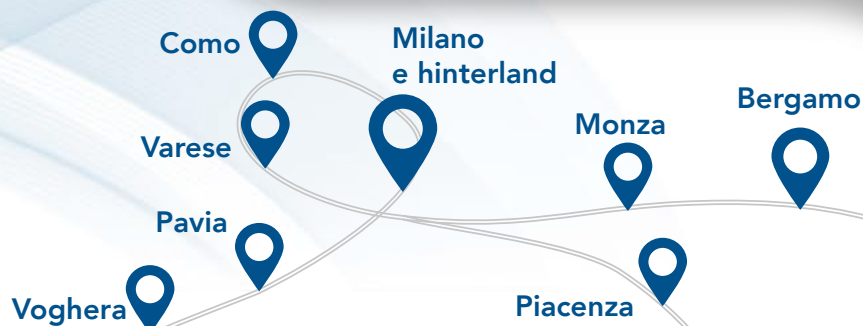 Como
Milano
e hinterland
Bergamo
Monza
Varese
Pavia
Voghera
Piacenza